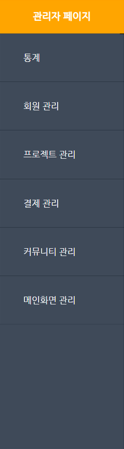 관리자 페이지
통계
회원 관리
프로젝트 관리
결제 관리
커뮤니티 관리
메인화면 관리